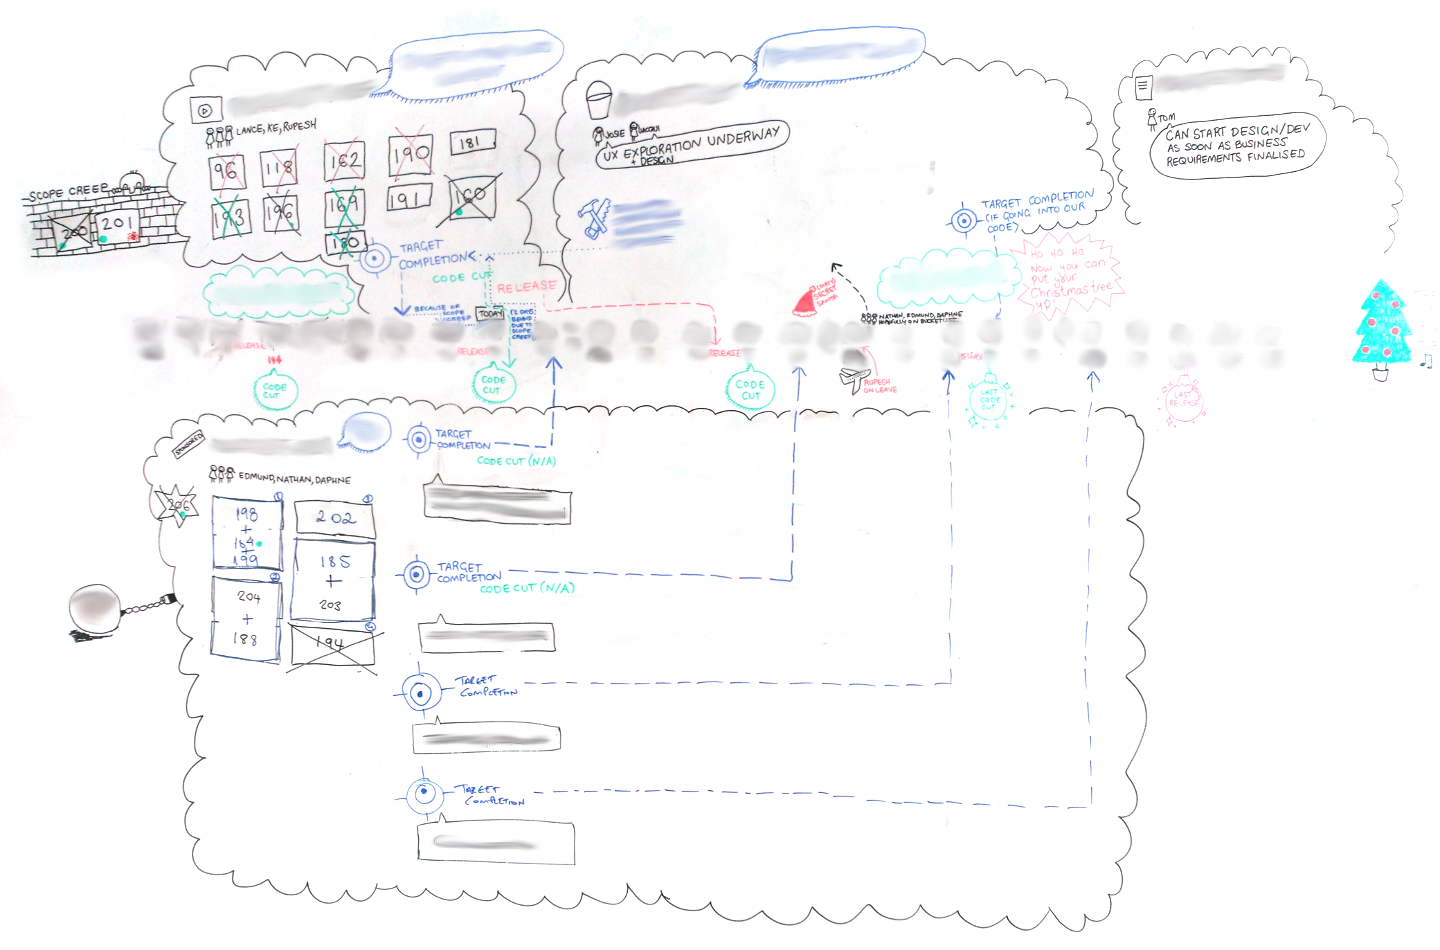 LANCE, KE, RUPESH
96
118
162
190
181
193
196
169
191
160
180
SCOPE CREEP
200
201
TARGET
COMPLETION
CODE CUT
RELEASE
BECAUSE OF
SCOPE
CREEP
TODAY
(2 DAYS
BEHIND
DUE TO
SCOPE
CREEP)
JOSIE
UX EXPLORATION UNDERWAY
+ DESIGN
TARGET COMPLETION
(IF GOING INTO OUR
CODE)
HO HO HO
Now you can
put your
Christmas tree
up!
TOM
CAN START DESIGN/DEV
AS SOON AS BUSINESS
REQUIREMENTS FINALISED
SECRET
SANTA
NATHAN, EDMUND, DAPHNE
HOPEFULLY ON BUCKET
RELEASE
CODE
CUT
RELEASE
CODE
CUT
RELEASE
CODE
CUT
RUPESH
ON LEAVE
LAST
CODE
CUT
LAST
RELEASE
SPONSORED
EDMUND, NATHAN, DAPHNE
206
198
+
184
+
199
202
185
+
203
204
+
188
194
TARGET
COMPLETION
CODE CUT (N/A)
TARGET
COMPLETION
CODE CUT (N/A)
TARGET
COMPLETION
TARGET
COMPLETION